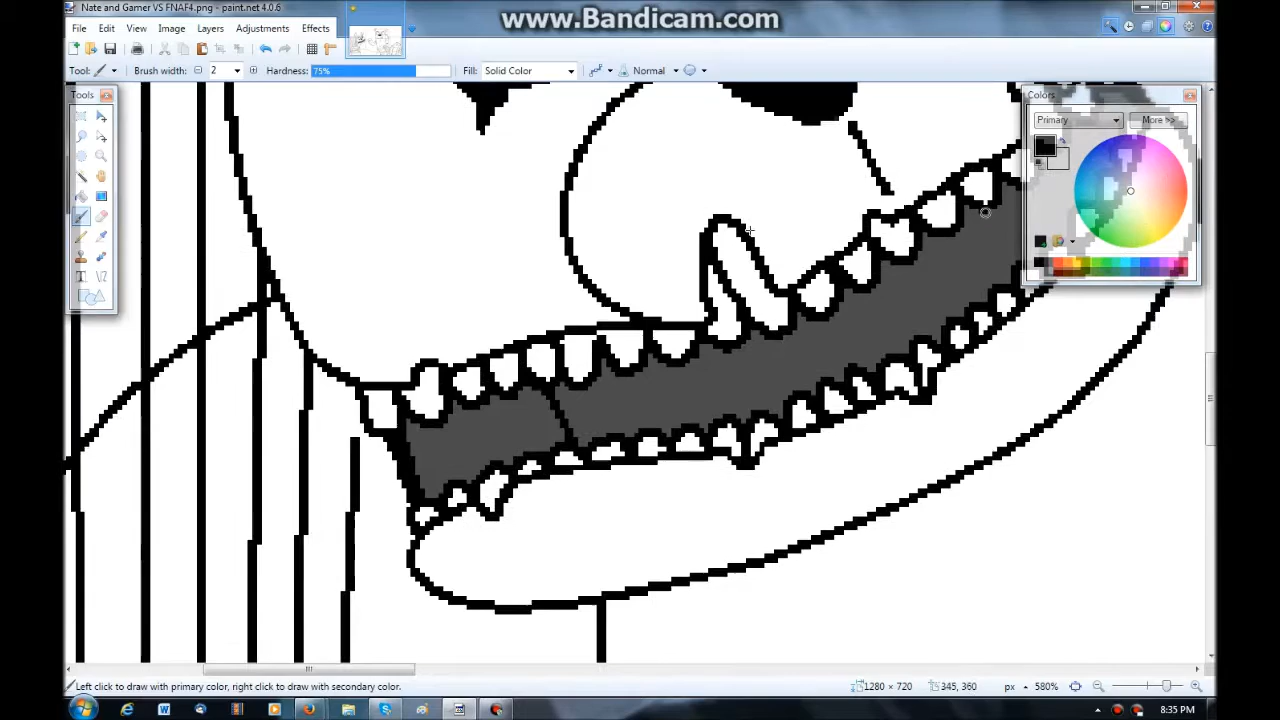 Nate and Gamer VS FNAF4.png - paint.net 4.0.6
www.Bandicam.com
File Edit View Image Layers Adjustments Effects
Tool: Brush width: 2 Hardness: 75% Fill: Solid Color Normal
Tools
Colors
Primary More >>
Left click to draw with primary color, right click to draw with secondary color. 1280 × 720 345, 360 px 580%
8:35 PM